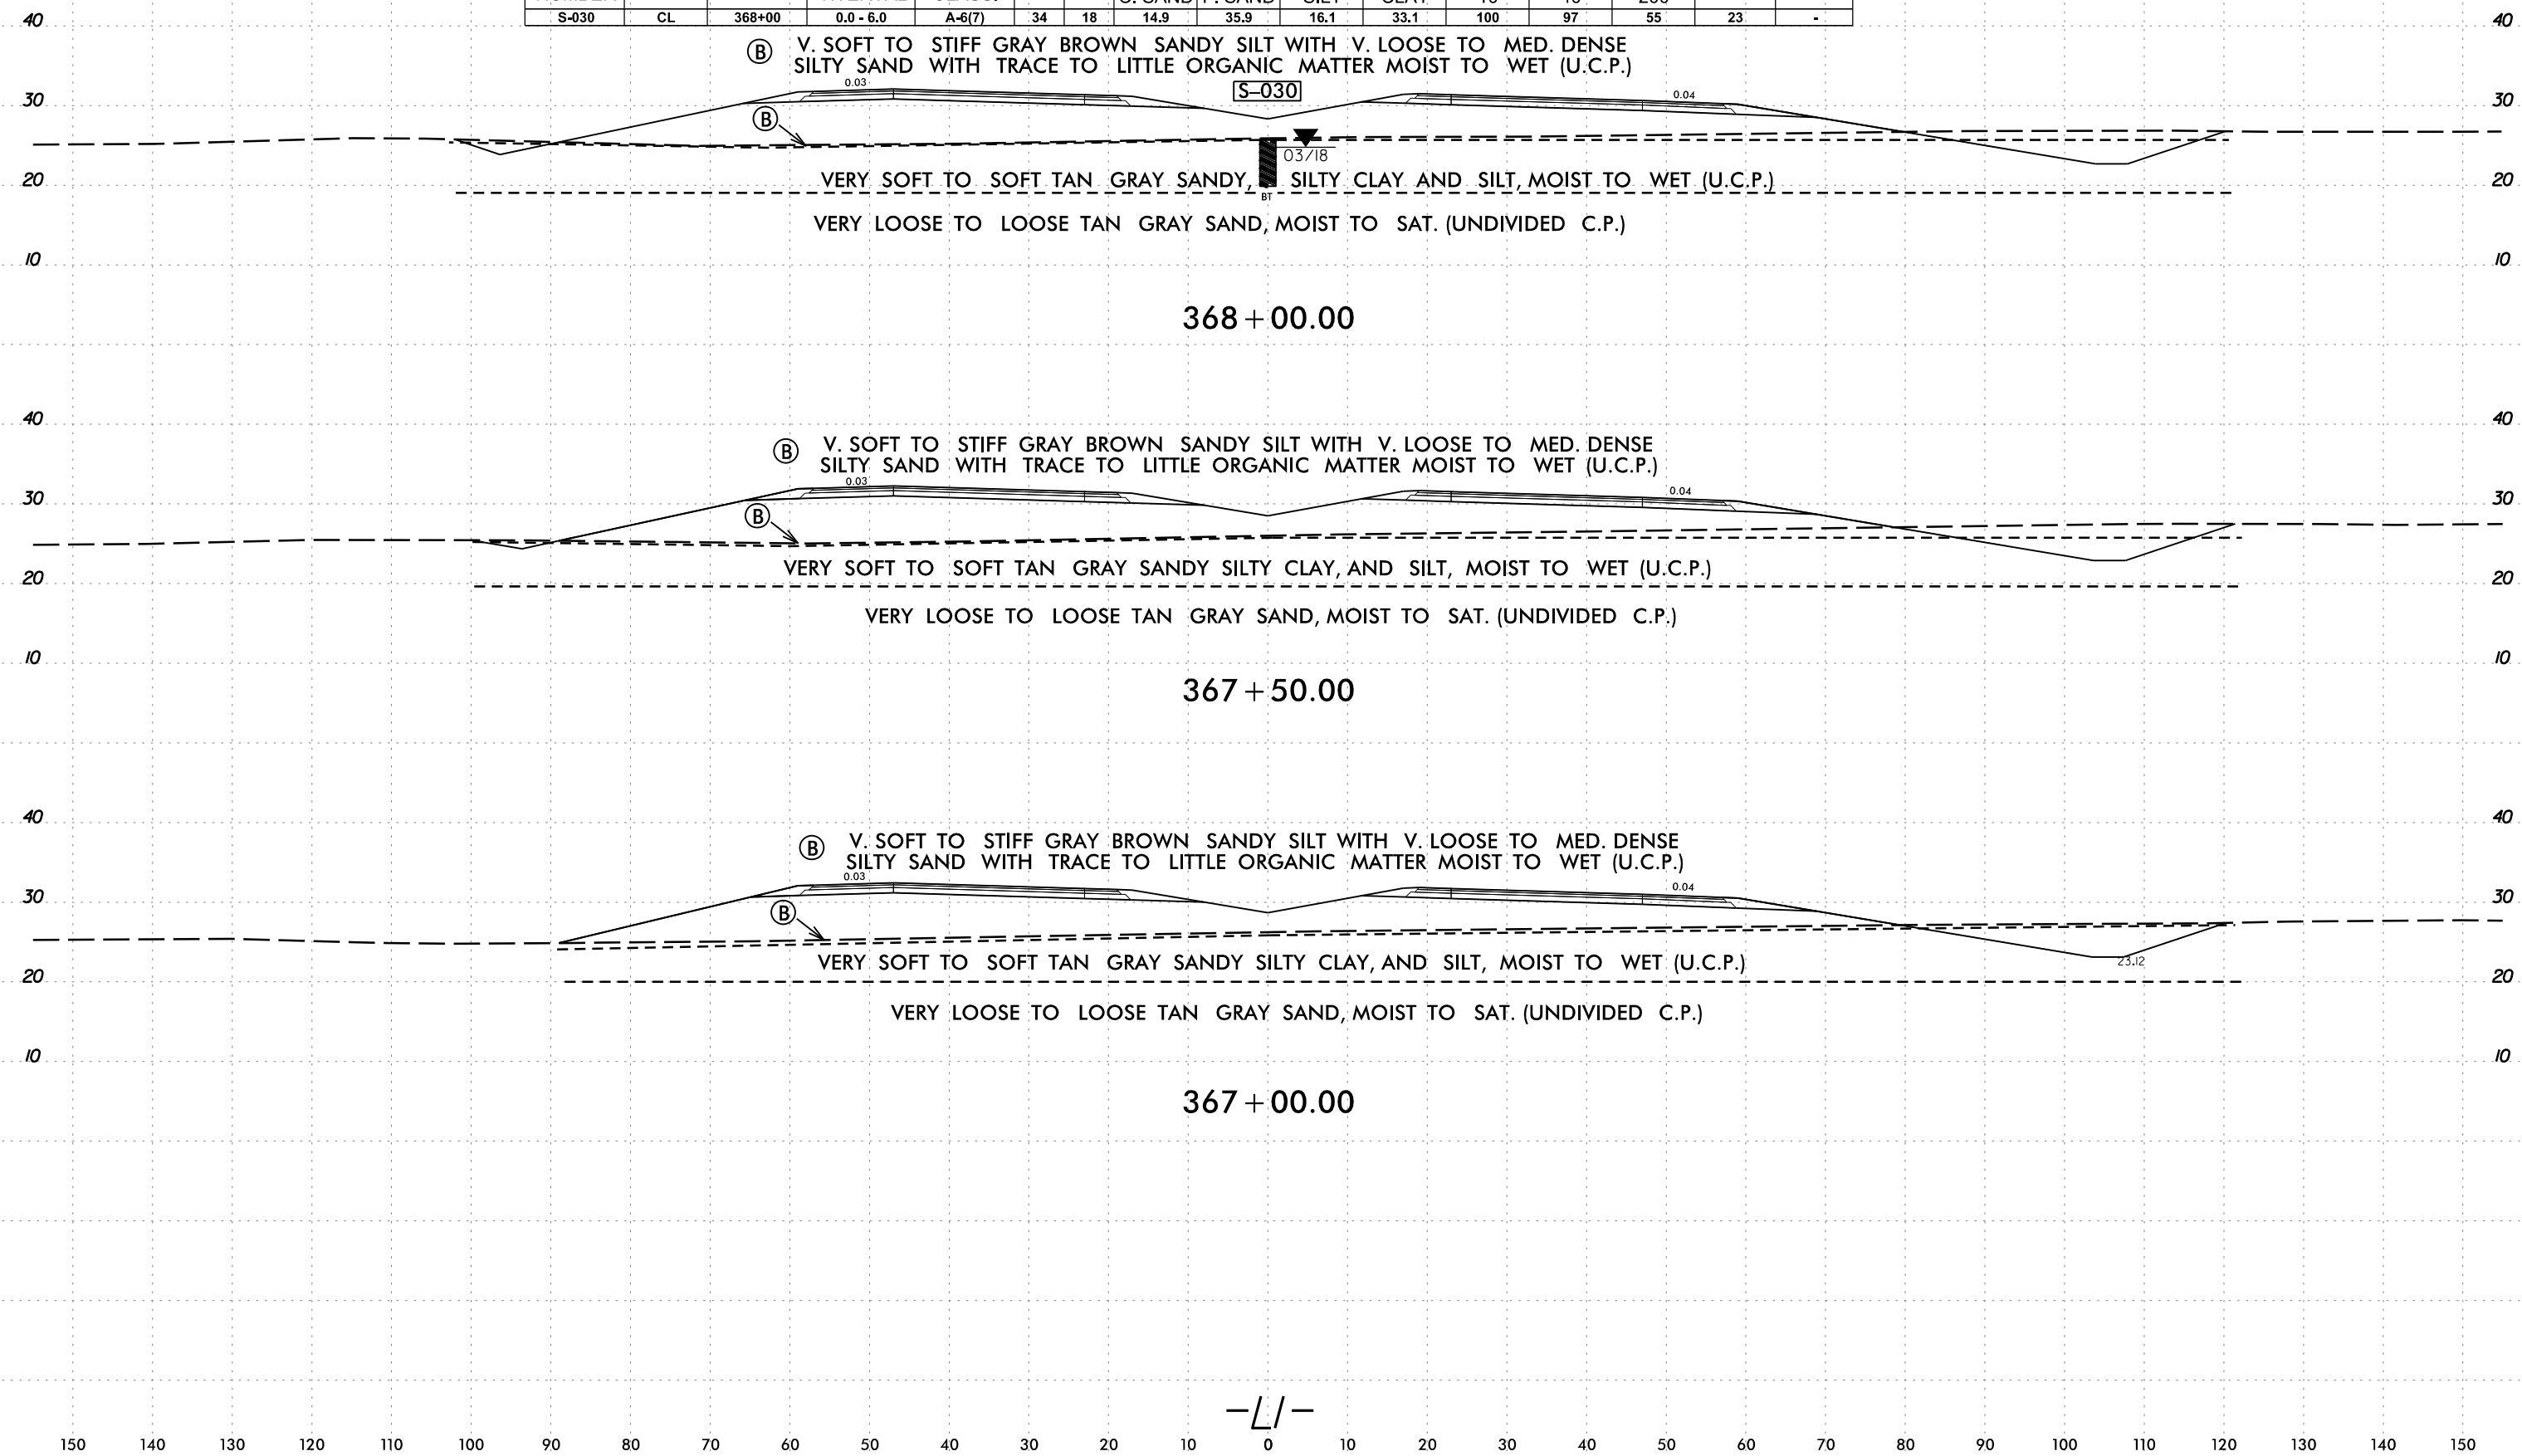 S-030 CL 368+00 0.0 - 6.0 A-6(7) 34 18 14.9 35.9 16.1 33.1 100 97 55 23 -
40 40
Ⓑ V. SOFT TO STIFF GRAY BROWN SANDY SILT WITH V. LOOSE TO MED. DENSE
SILTY SAND WITH TRACE TO LITTLE ORGANIC MATTER MOIST TO WET (U.C.P.)
0.03 S-030 0.04
30 30
Ⓑ
03/18
VERY SOFT TO SOFT TAN GRAY SANDY, SILTY CLAY AND SILT, MOIST TO WET (U.C.P.)
20 20
BT
VERY LOOSE TO LOOSE TAN GRAY SAND, MOIST TO SAT. (UNDIVIDED C.P.)
10 10
368+00.00
40 40
Ⓑ V. SOFT TO STIFF GRAY BROWN SANDY SILT WITH V. LOOSE TO MED. DENSE
SILTY SAND WITH TRACE TO LITTLE ORGANIC MATTER MOIST TO WET (U.C.P.)
0.03 0.04
30 30
Ⓑ
VERY SOFT TO SOFT TAN GRAY SANDY SILTY CLAY, AND SILT, MOIST TO WET (U.C.P.)
20 20
VERY LOOSE TO LOOSE TAN GRAY SAND, MOIST TO SAT. (UNDIVIDED C.P.)
10 10
367+50.00
40 40
Ⓑ V. SOFT TO STIFF GRAY BROWN SANDY SILT WITH V. LOOSE TO MED. DENSE
SILTY SAND WITH TRACE TO LITTLE ORGANIC MATTER MOIST TO WET (U.C.P.)
0.03 0.04
30 30
Ⓑ
VERY SOFT TO SOFT TAN GRAY SANDY SILTY CLAY, AND SILT, MOIST TO WET (U.C.P.)
23.12
20 20
VERY LOOSE TO LOOSE TAN GRAY SAND, MOIST TO SAT. (UNDIVIDED C.P.)
10 10
367+00.00
-L1-
150 140 130 120 100 90 80 70 60 50 40 30 20 10 0 10 20 30 40 50 60 70 80 90 100 110 120 130 140 150